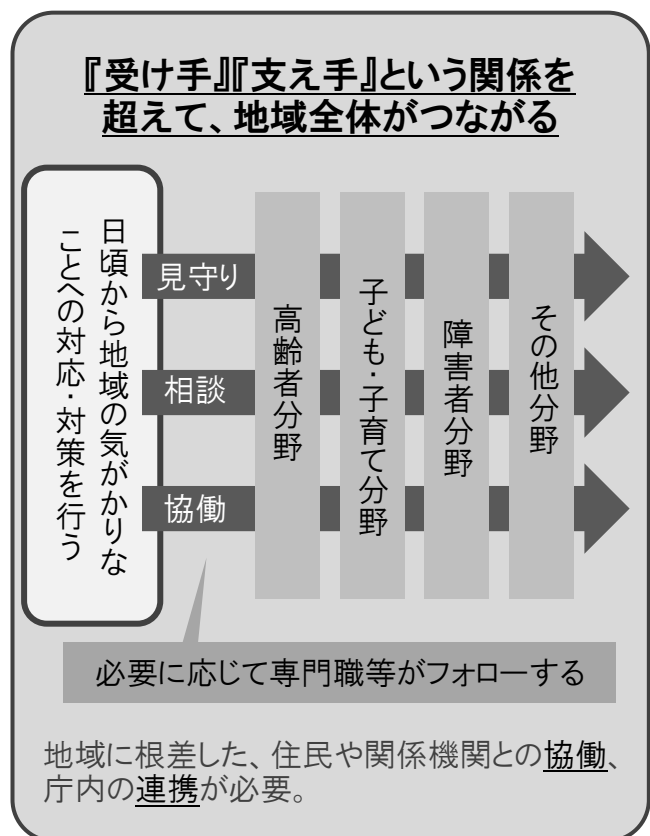 『受け手』『支え手』という関係を
超えて、地域全体がつながる
日頃から地域の気がかりな
ことへの対応・対策を行う
見守り
相談
協働
高齢者分野
子ども・子育て分野
障害者分野
その他分野
必要に応じて専門職等がフォローする
地域に根差した、住民や関係機関との協働、
庁内の連携が必要。